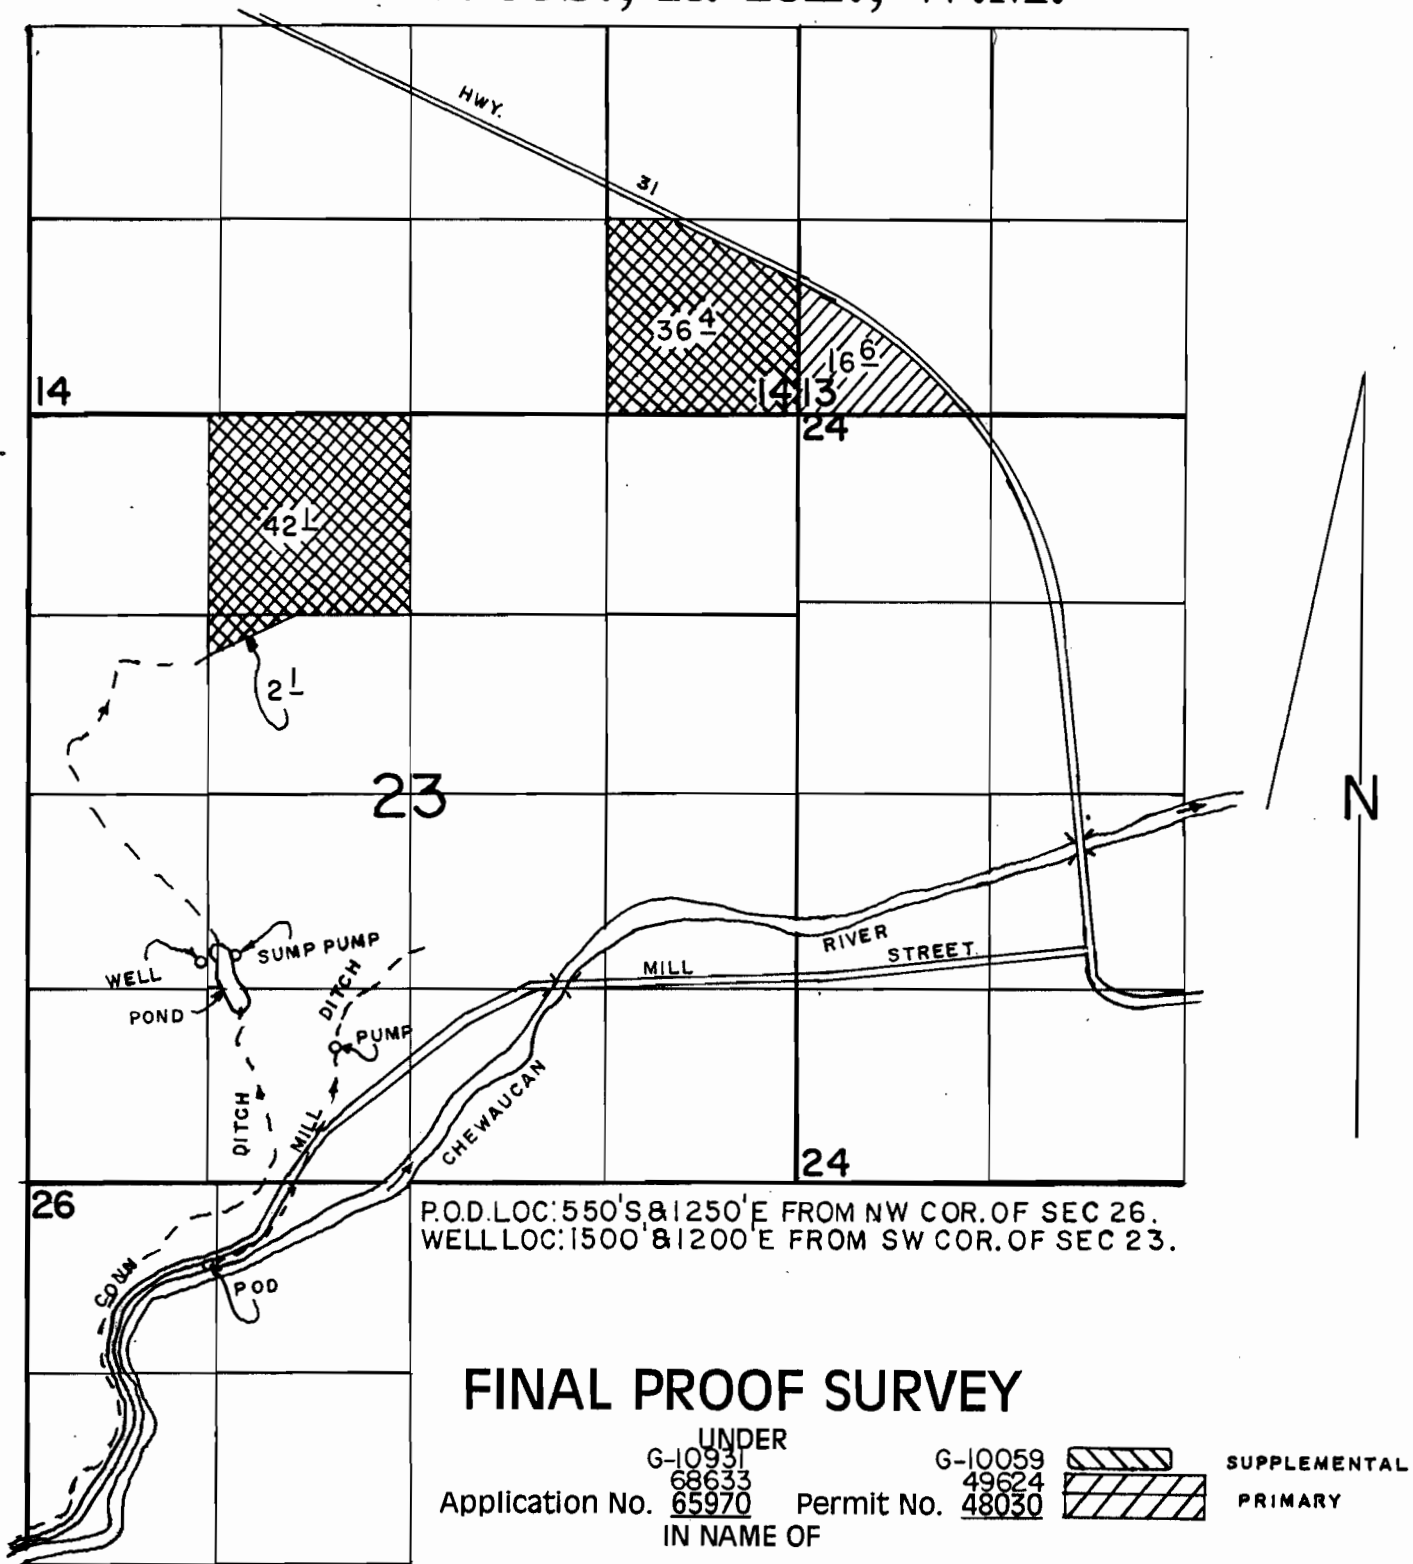 HWY.
31
36 4
16 6
14
14 13
24
42 1
2 1
23
N
WELL
SUMP PUMP
POND
DITCH
PUMP
RIVER
MILL STREET
DITCH
MILL
CHEWAUCAN
24
26
P.O.D. LOC: 550'S & 1250'E FROM NW COR. OF SEC 26.
WELL LOC: 1500' & 1200'E FROM SW COR. OF SEC 23.
CONN
POD
FINAL PROOF SURVEY
UNDER
G-10931 G-10059 SUPPLEMENTAL
68633 49624
Application No. 65970 Permit No. 48030 PRIMARY
IN NAME OF